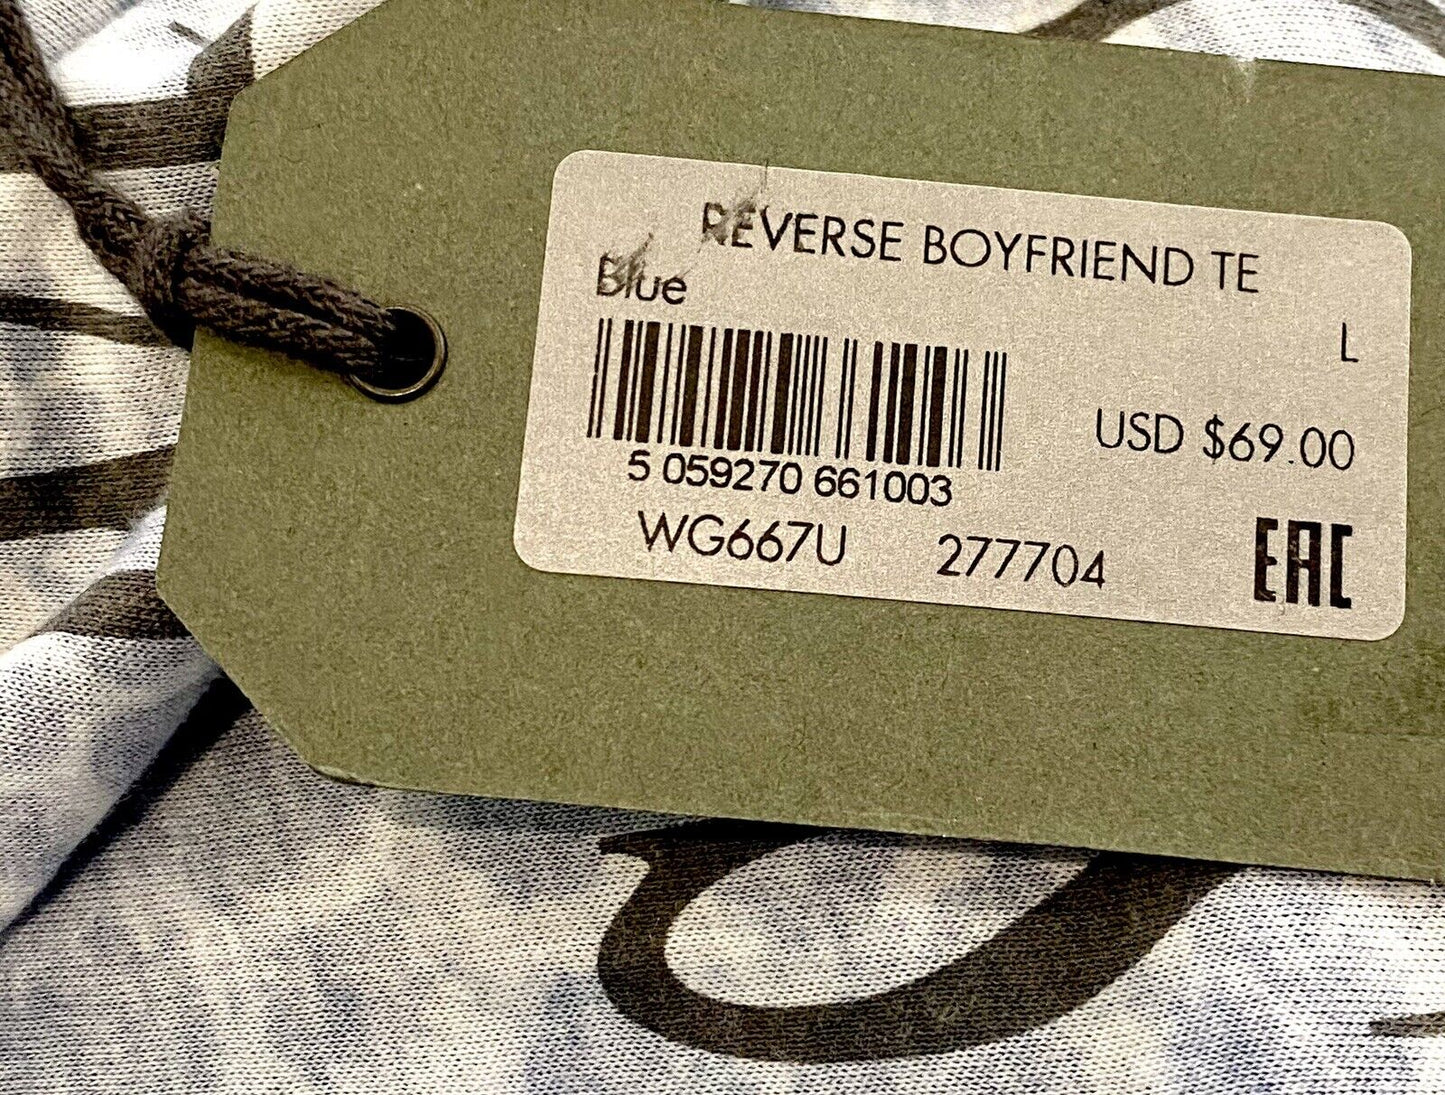 REVERSE BOYFRIEND TE
Blue
L
USD $69.00
5 059270 661003
WG667U 277704
EAC